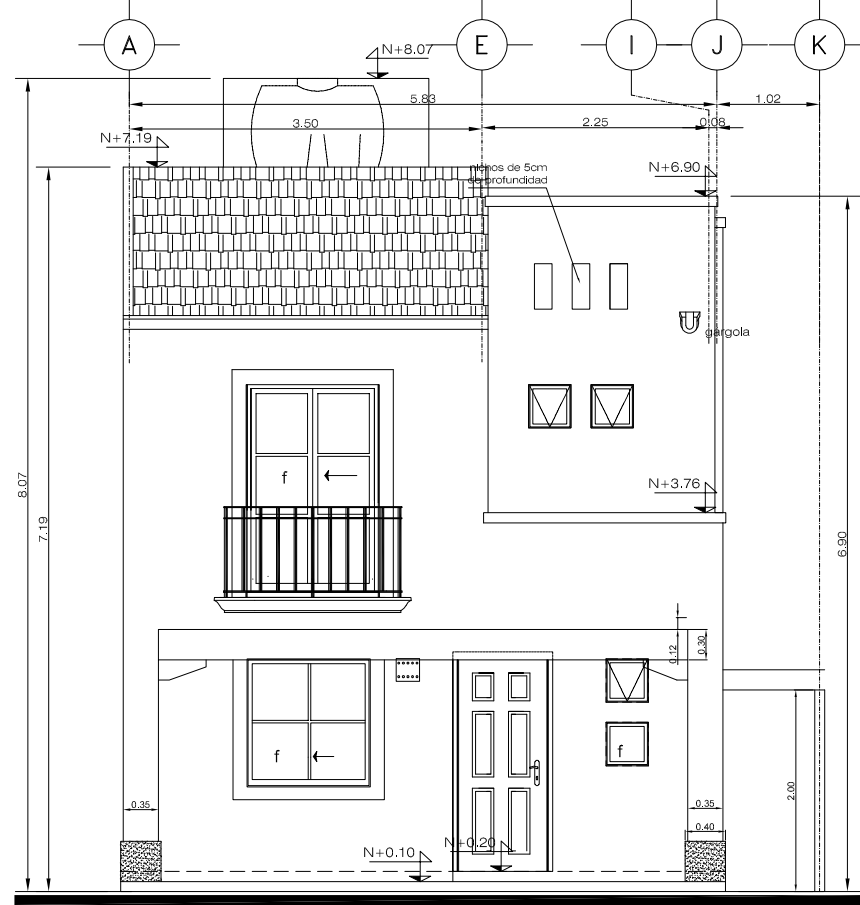 A
E
I
J
K
N+8.07
5.83
1.02
3.50
2.25
0.08
N+7.19
nichos de 5cm
de profundidad
N+6.90
gargola
f
N+3.76
8.07
7.19
6.90
0.12
0.30
f
f
2.00
0.35
0.35
0.40
N+0.20
N+0.10